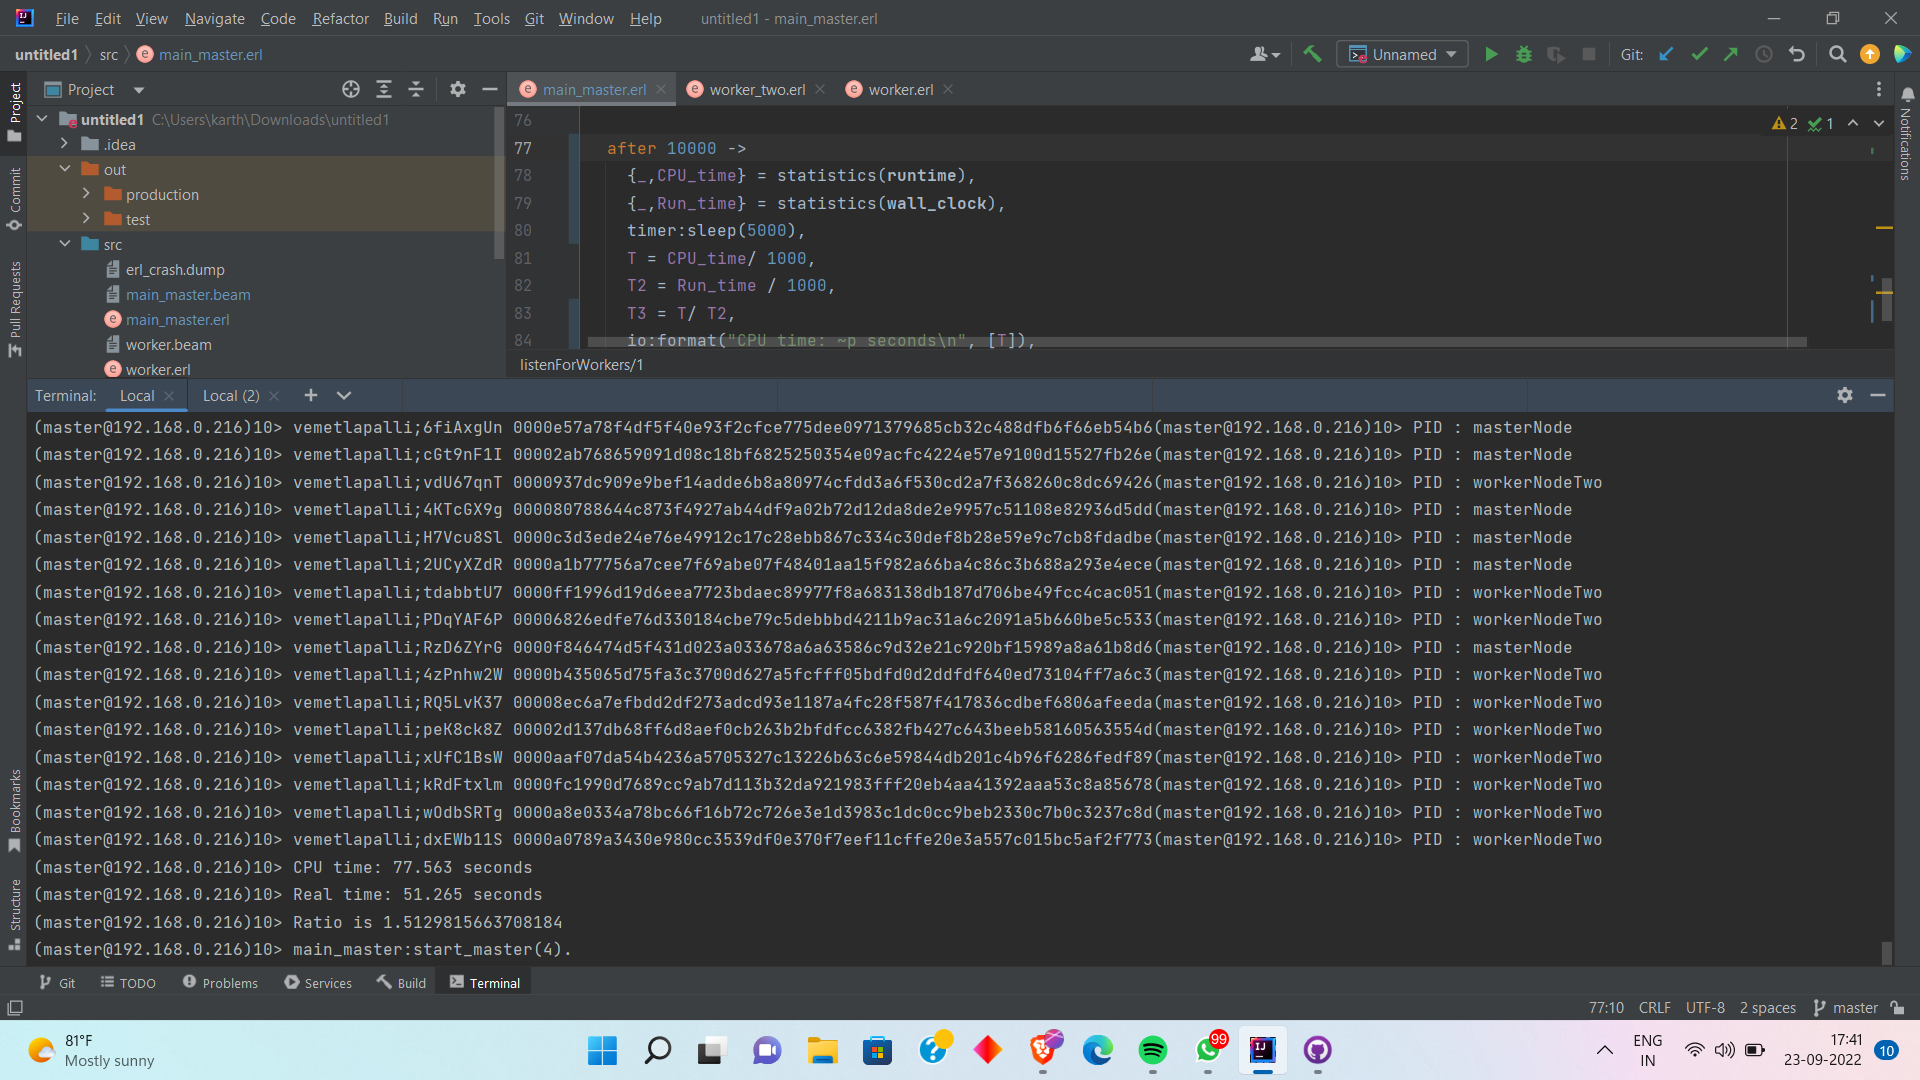 File Edit View Navigate Code Refactor Build Run Tools Git Window Help untitled1 - main_master.erl
untitled1 src main_master.erl
Unnamed Git:
Project
main_master.erl worker_two.erl worker.erl
Project
Commit
Pull Requests
Bookmarks
Structure
Notifications
untitled1 C:\Users\karth\Downloads\untitled1
.idea
out
production
test
src
erl_crash.dump
main_master.beam
main_master.erl
worker.beam
worker.erl
2 1
76
77 after 10000 ->
78 {_,CPU_time} = statistics(runtime),
79 {_,Run_time} = statistics(wall_clock),
80 timer:sleep(5000),
81 T = CPU_time/ 1000,
82 T2 = Run_time / 1000,
83 T3 = T/ T2,
84 io:format("CPU time: ~p seconds\n", [T]),
listenForWorkers/1
Terminal: Local Local (2)
(master@192.168.0.216)10> vemetlapalli;6fiAxgUn 0000e57a78f4df5f40e93f2cfce775dee0971379685cb32c488dfb6f66eb54b6(master@192.168.0.216)10> PID : masterNode
(master@192.168.0.216)10> vemetlapalli;cGt9nF1I 00002ab768659091d08c18bf6825250354e09acfc4224e57e9100d15527fb26e(master@192.168.0.216)10> PID : masterNode
(master@192.168.0.216)10> vemetlapalli;vdU67qnT 0000937dc909e9bef14adde6b8a80974cfdd3a6f530cd2a7f368260c8dc69426(master@192.168.0.216)10> PID : workerNodeTwo
(master@192.168.0.216)10> vemetlapalli;4KTcGX9g 000080788644c873f4927ab44df9a02b72d12da8de2e9957c51108e82936d5dd(master@192.168.0.216)10> PID : masterNode
(master@192.168.0.216)10> vemetlapalli;H7Vcu8Sl 0000c3d3ede24e76e49912c17c28ebb867c334c30def8b28e59e9c7cb8fdadbe(master@192.168.0.216)10> PID : masterNode
(master@192.168.0.216)10> vemetlapalli;2UCyXZdR 0000a1b77756a7cee7f69abe07f48401aa15f982a66ba4c86c3b688a293e4ece(master@192.168.0.216)10> PID : masterNode
(master@192.168.0.216)10> vemetlapalli;tdabbtU7 0000ff1996d19d6eea7723bdaec89977f8a683138db187d706be49fcc4cac051(master@192.168.0.216)10> PID : workerNodeTwo
(master@192.168.0.216)10> vemetlapalli;PDqYAF6P 00006826edfe76d330184cbe79c5debbbd4211b9ac31a6c2091a5b660be5c533(master@192.168.0.216)10> PID : workerNodeTwo
(master@192.168.0.216)10> vemetlapalli;RzD6ZYrG 0000f846474d5f431d023a033678a6a63586c9d32e21c920bf15989a8a61b8d6(master@192.168.0.216)10> PID : masterNode
(master@192.168.0.216)10> vemetlapalli;4zPnhw2W 0000b435065d75fa3c3700d627a5fcfff05bdfd0d2ddfdf640ed73104ff7a6c3(master@192.168.0.216)10> PID : workerNodeTwo
(master@192.168.0.216)10> vemetlapalli;RQ5LvK37 00008ec6a7efbdd2df273adcd93e1187a4fc28f587f417836cdbef6806afeeda(master@192.168.0.216)10> PID : workerNodeTwo
(master@192.168.0.216)10> vemetlapalli;peK8ck8Z 00002d137db68ff6d8aef0cb263b2bfdfcc6382fb427c643beeb58160563554d(master@192.168.0.216)10> PID : workerNodeTwo
(master@192.168.0.216)10> vemetlapalli;xUfC1BsW 0000aaf07da54b4236a5705327c13226b63c6e59844db201c4b96f6286fedf89(master@192.168.0.216)10> PID : workerNodeTwo
(master@192.168.0.216)10> vemetlapalli;kRdFtxlm 0000fc1990d7689cc9ab7d113b32da921983fff20eb4aa41392aaa53c8a85678(master@192.168.0.216)10> PID : workerNodeTwo
(master@192.168.0.216)10> vemetlapalli;wOdbSRTg 0000a8e0334a78bc66f16b72c726e3e1d3983c1dc0cc9beb2330c7b0c3237c8d(master@192.168.0.216)10> PID : workerNodeTwo
(master@192.168.0.216)10> vemetlapalli;dxEWb11S 0000a0789a3430e980cc3539df0e370f7eef11cffe20e3a557c015bc5af2f773(master@192.168.0.216)10> PID : workerNodeTwo
(master@192.168.0.216)10> CPU time: 77.563 seconds
(master@192.168.0.216)10> Real time: 51.265 seconds
(master@192.168.0.216)10> Ratio is 1.5129815663708184
(master@192.168.0.216)10> main_master:start_master(4).
Git TODO Problems Services Build Terminal
77:10 CRLF UTF-8 2 spaces master
81°F
Mostly sunny
99
ENG
IN
17:41
23-09-2022
10